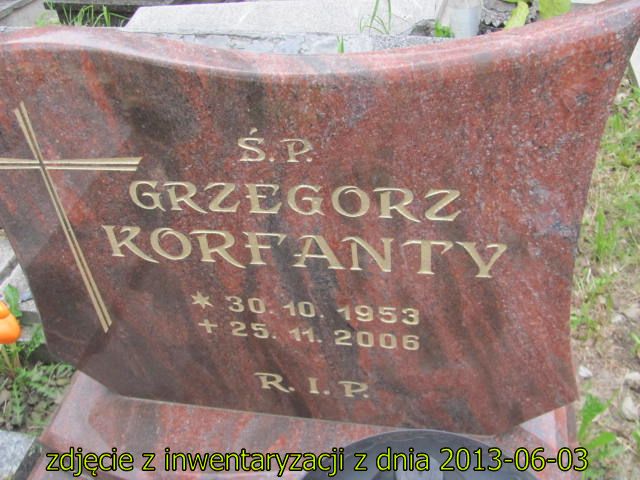 Ś. P.
GRZEGORZ
KORFANTY
* 30. 10. 1953
+ 25. 11. 2006
R. I. P.
zdjęcie z inwentaryzacji z dnia 2013-06-03